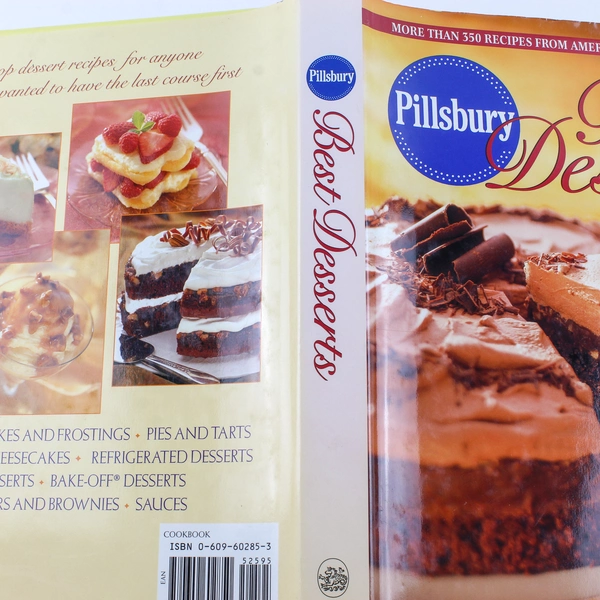 op dessert recipes for anyone
wanted to have the last course first
KES AND FROSTINGS • PIES AND TARTS
EESECAKES • REFRIGERATED DESSERTS
SERTS • BAKE-OFF® DESSERTS
RS AND BROWNIES • SAUCES
COOKBOOK
ISBN 0-609-60285-3
52595
EAN
Pillsbury
Best Desserts
MORE THAN 350 RECIPES FROM AMER
Pillsbury
Des